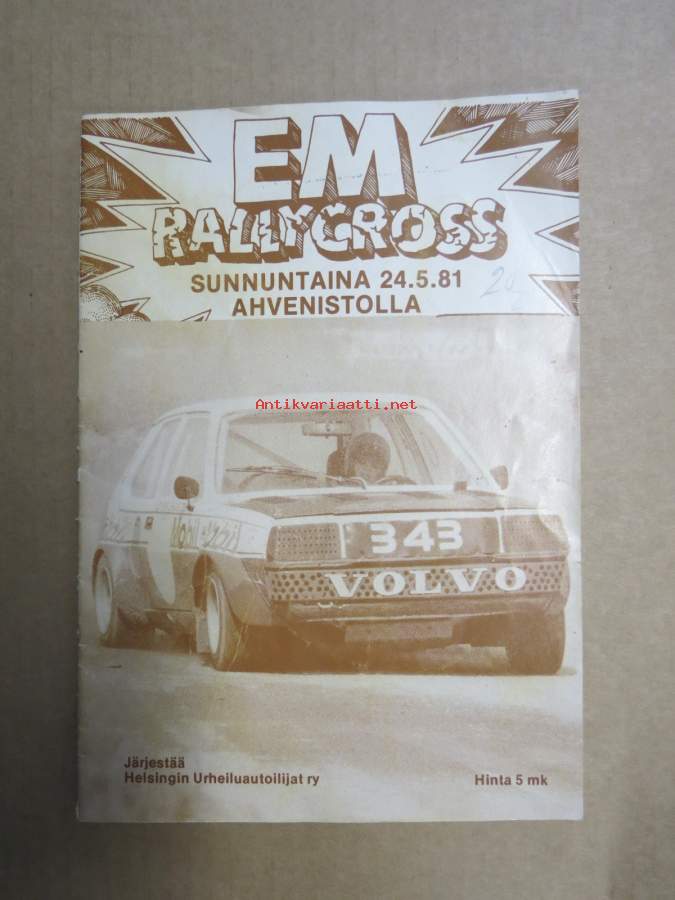 EM
RALLYCROSS
SUNNUNTAINA 24.5.81
AHVENISTOLLA
Antikvariaatti.net
343
VOLVO
Järjestää
Helsingin Urheiluautoilijat ry
Hinta 5 mk